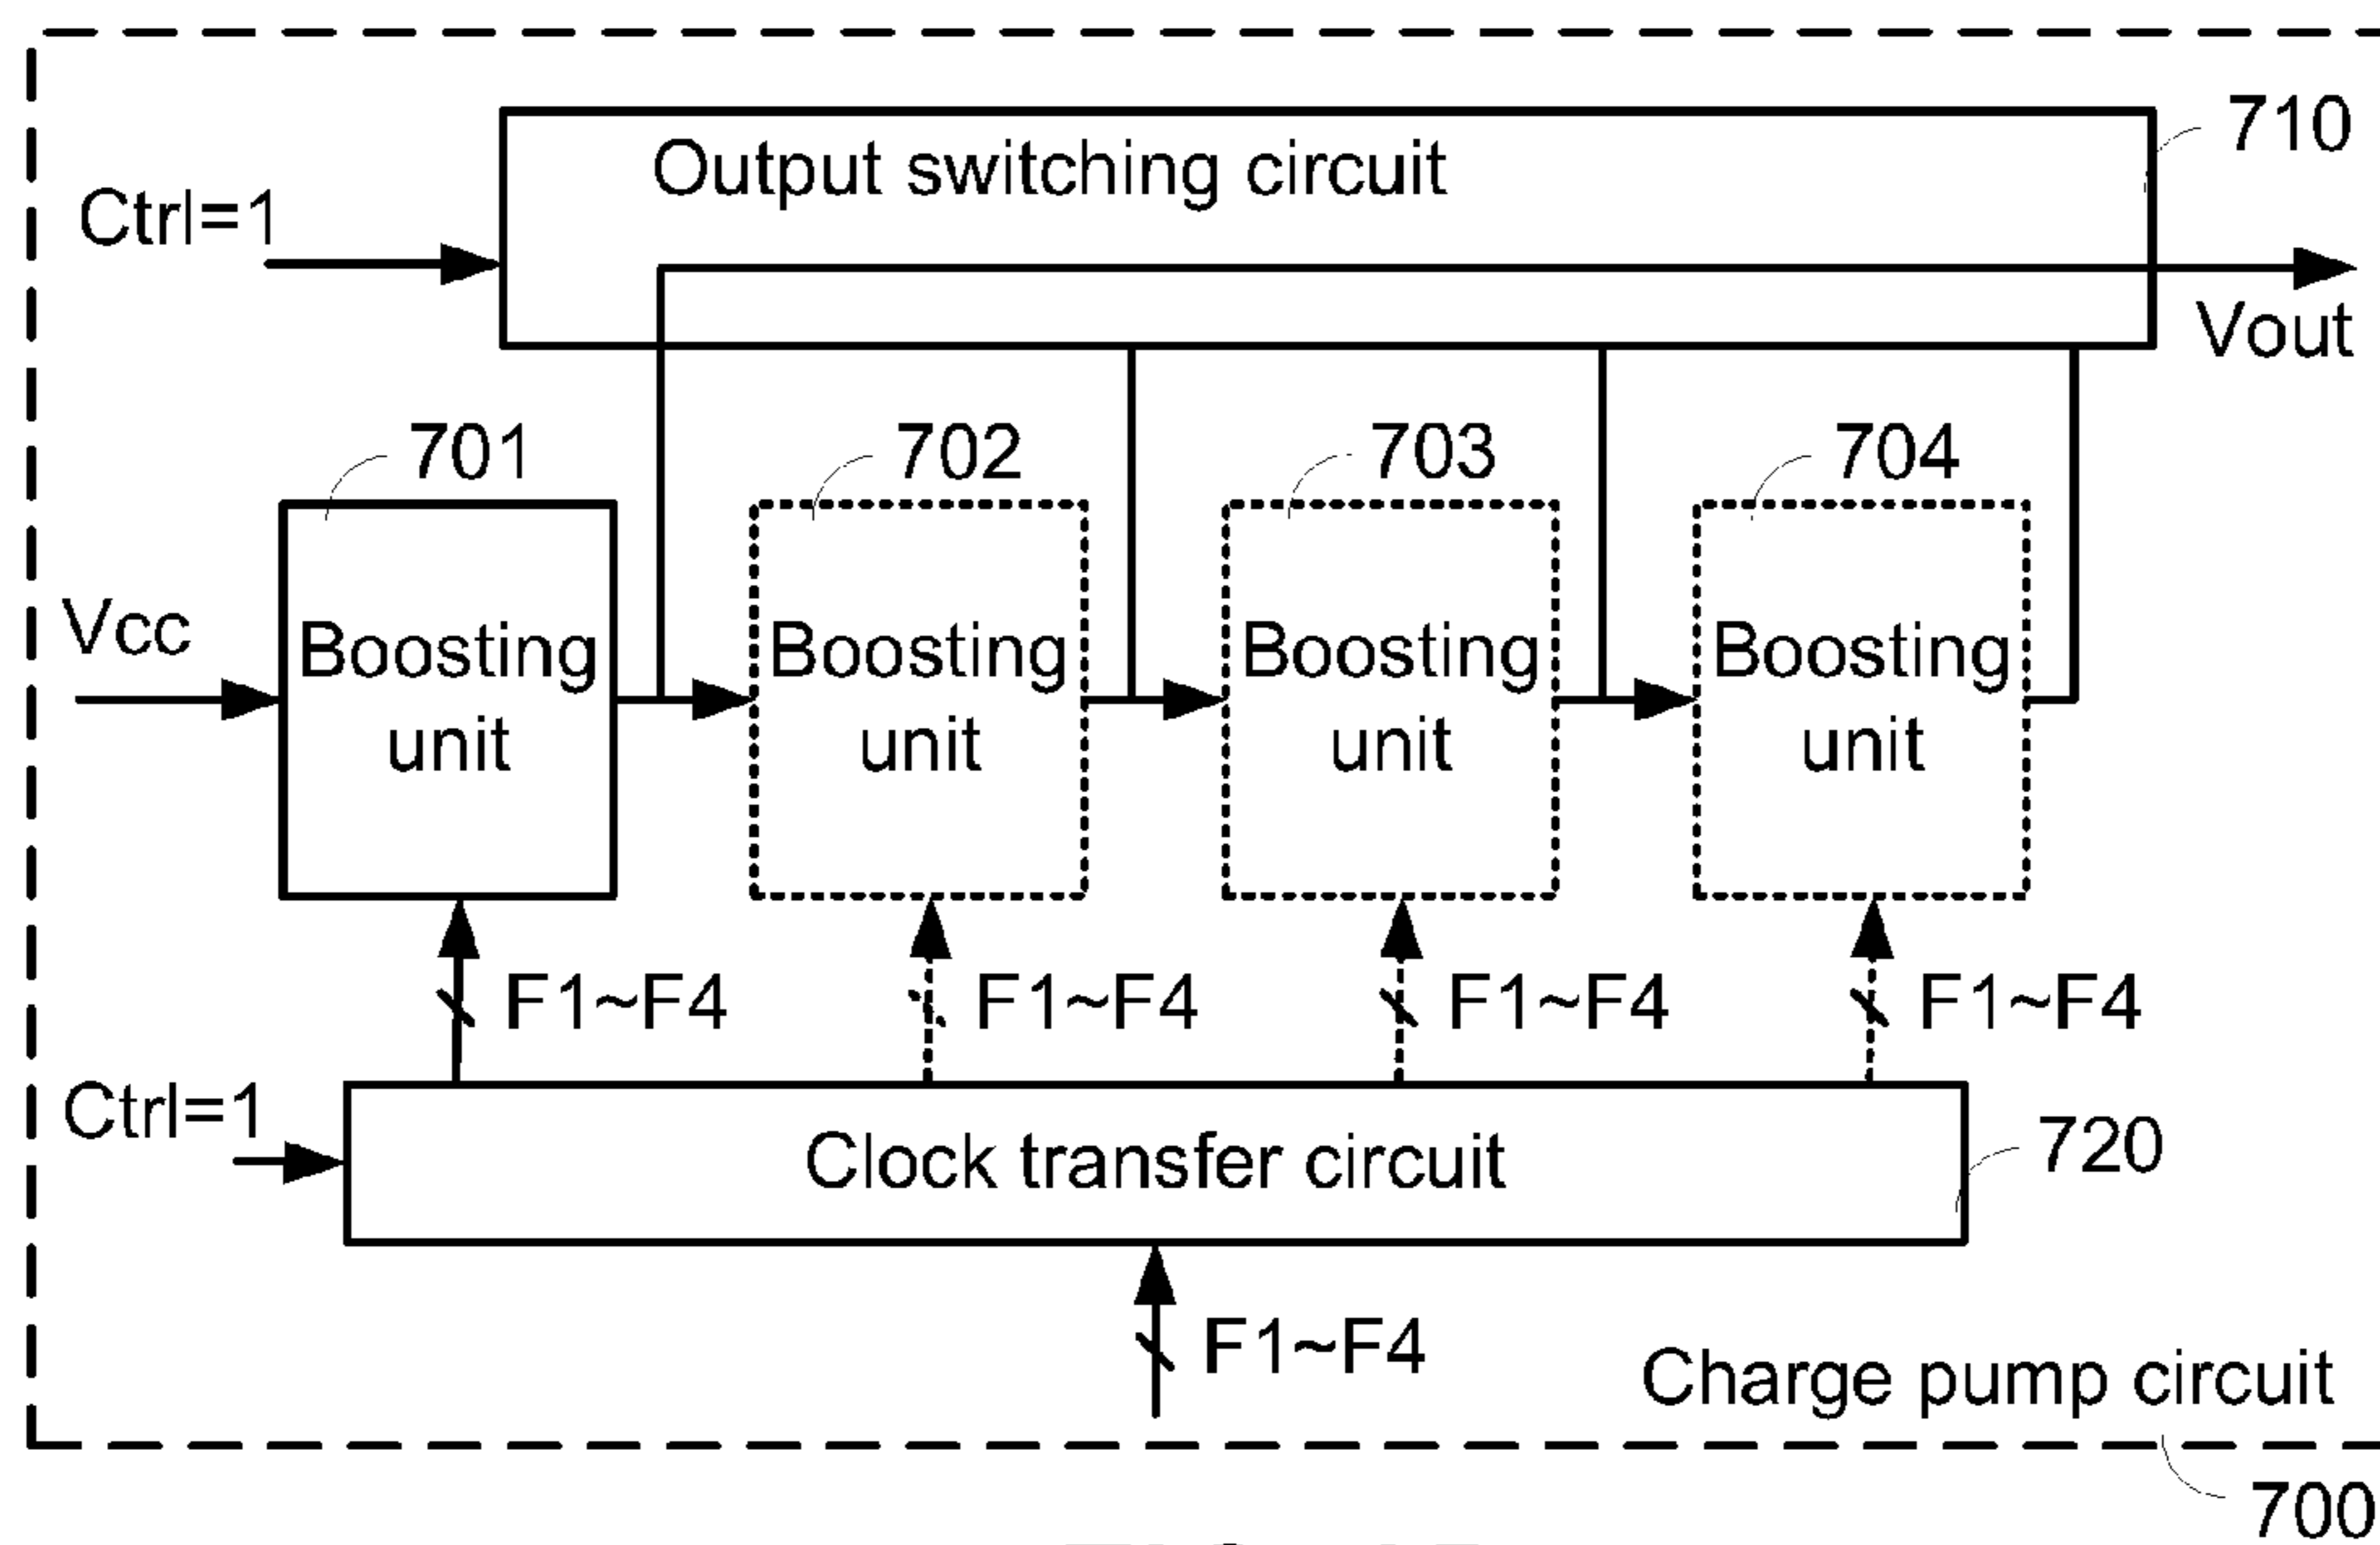 710
Output switching circuit
Ctrl=1
Vout
701
702
703
704
Vcc
Boosting
unit
Boosting
unit
Boosting
unit
Boosting
unit
F1~F4
F1~F4
F1~F4
F1~F4
Ctrl=1
Clock transfer circuit
720
F1~F4
Charge pump circuit
700